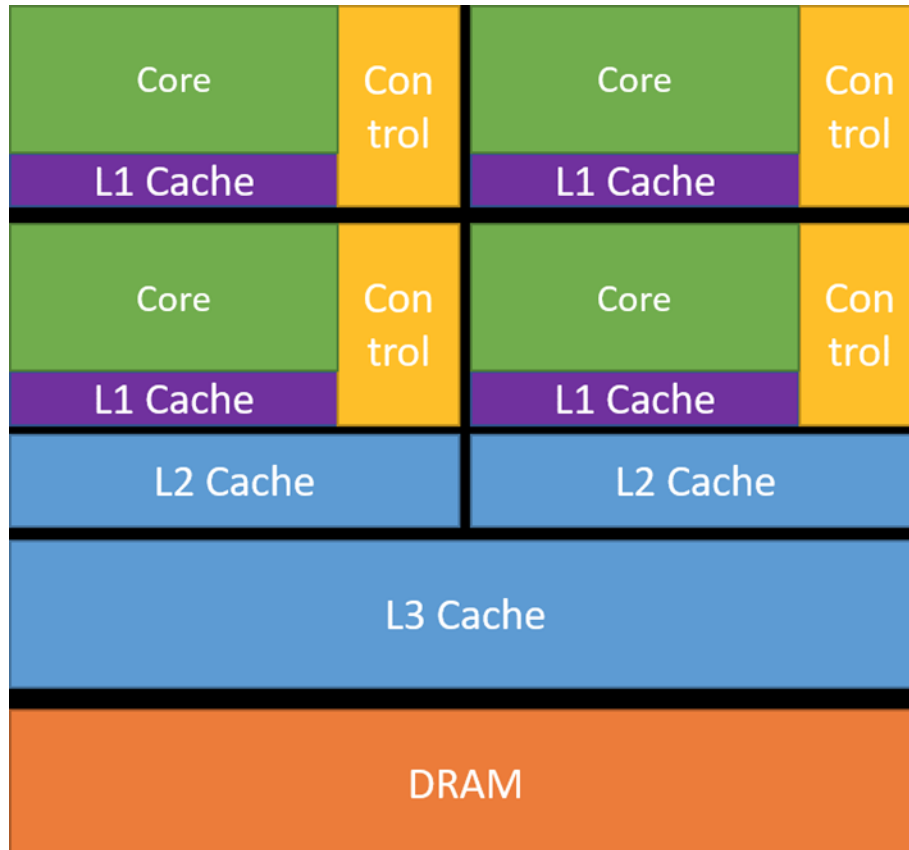 Core
Con
trol
L1 Cache
Core
Con
trol
L1 Cache
Core
Con
trol
L1 Cache
Core
Con
trol
L1 Cache
L2 Cache
L2 Cache
L3 Cache
DRAM